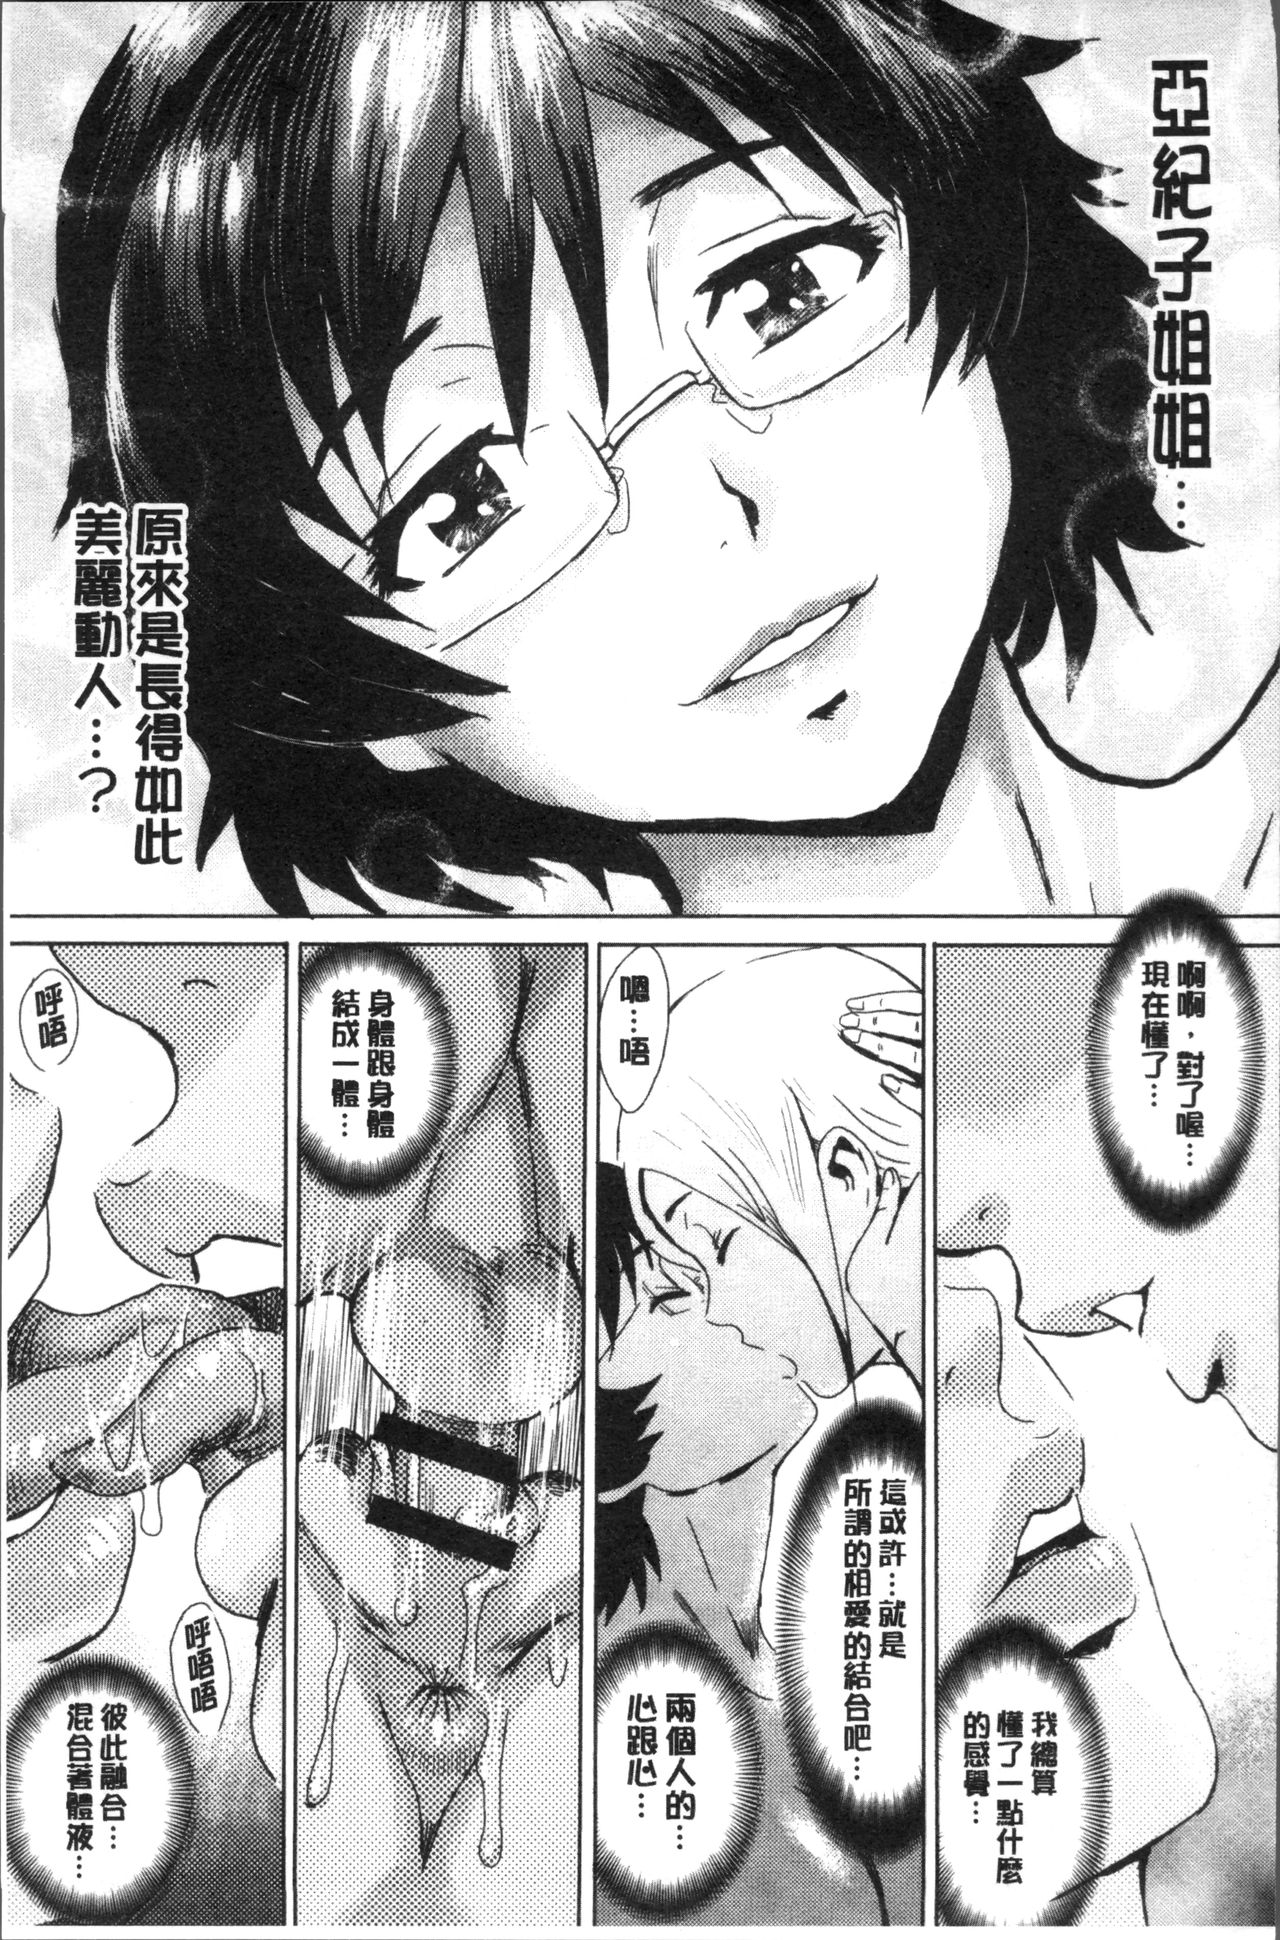 亞紀子姐姐…
原來是長得如此
美麗動人…？
啊啊，對了喔…
現在懂了…
我總算
懂了一點什麼
的感覺…
嗯…唔
這或許…就是
所謂的相愛的結合吧…
兩個人的…
心跟心…
身體跟身體
結成一體…
呼唔
呼唔唔
彼此融合…
混合著體液…